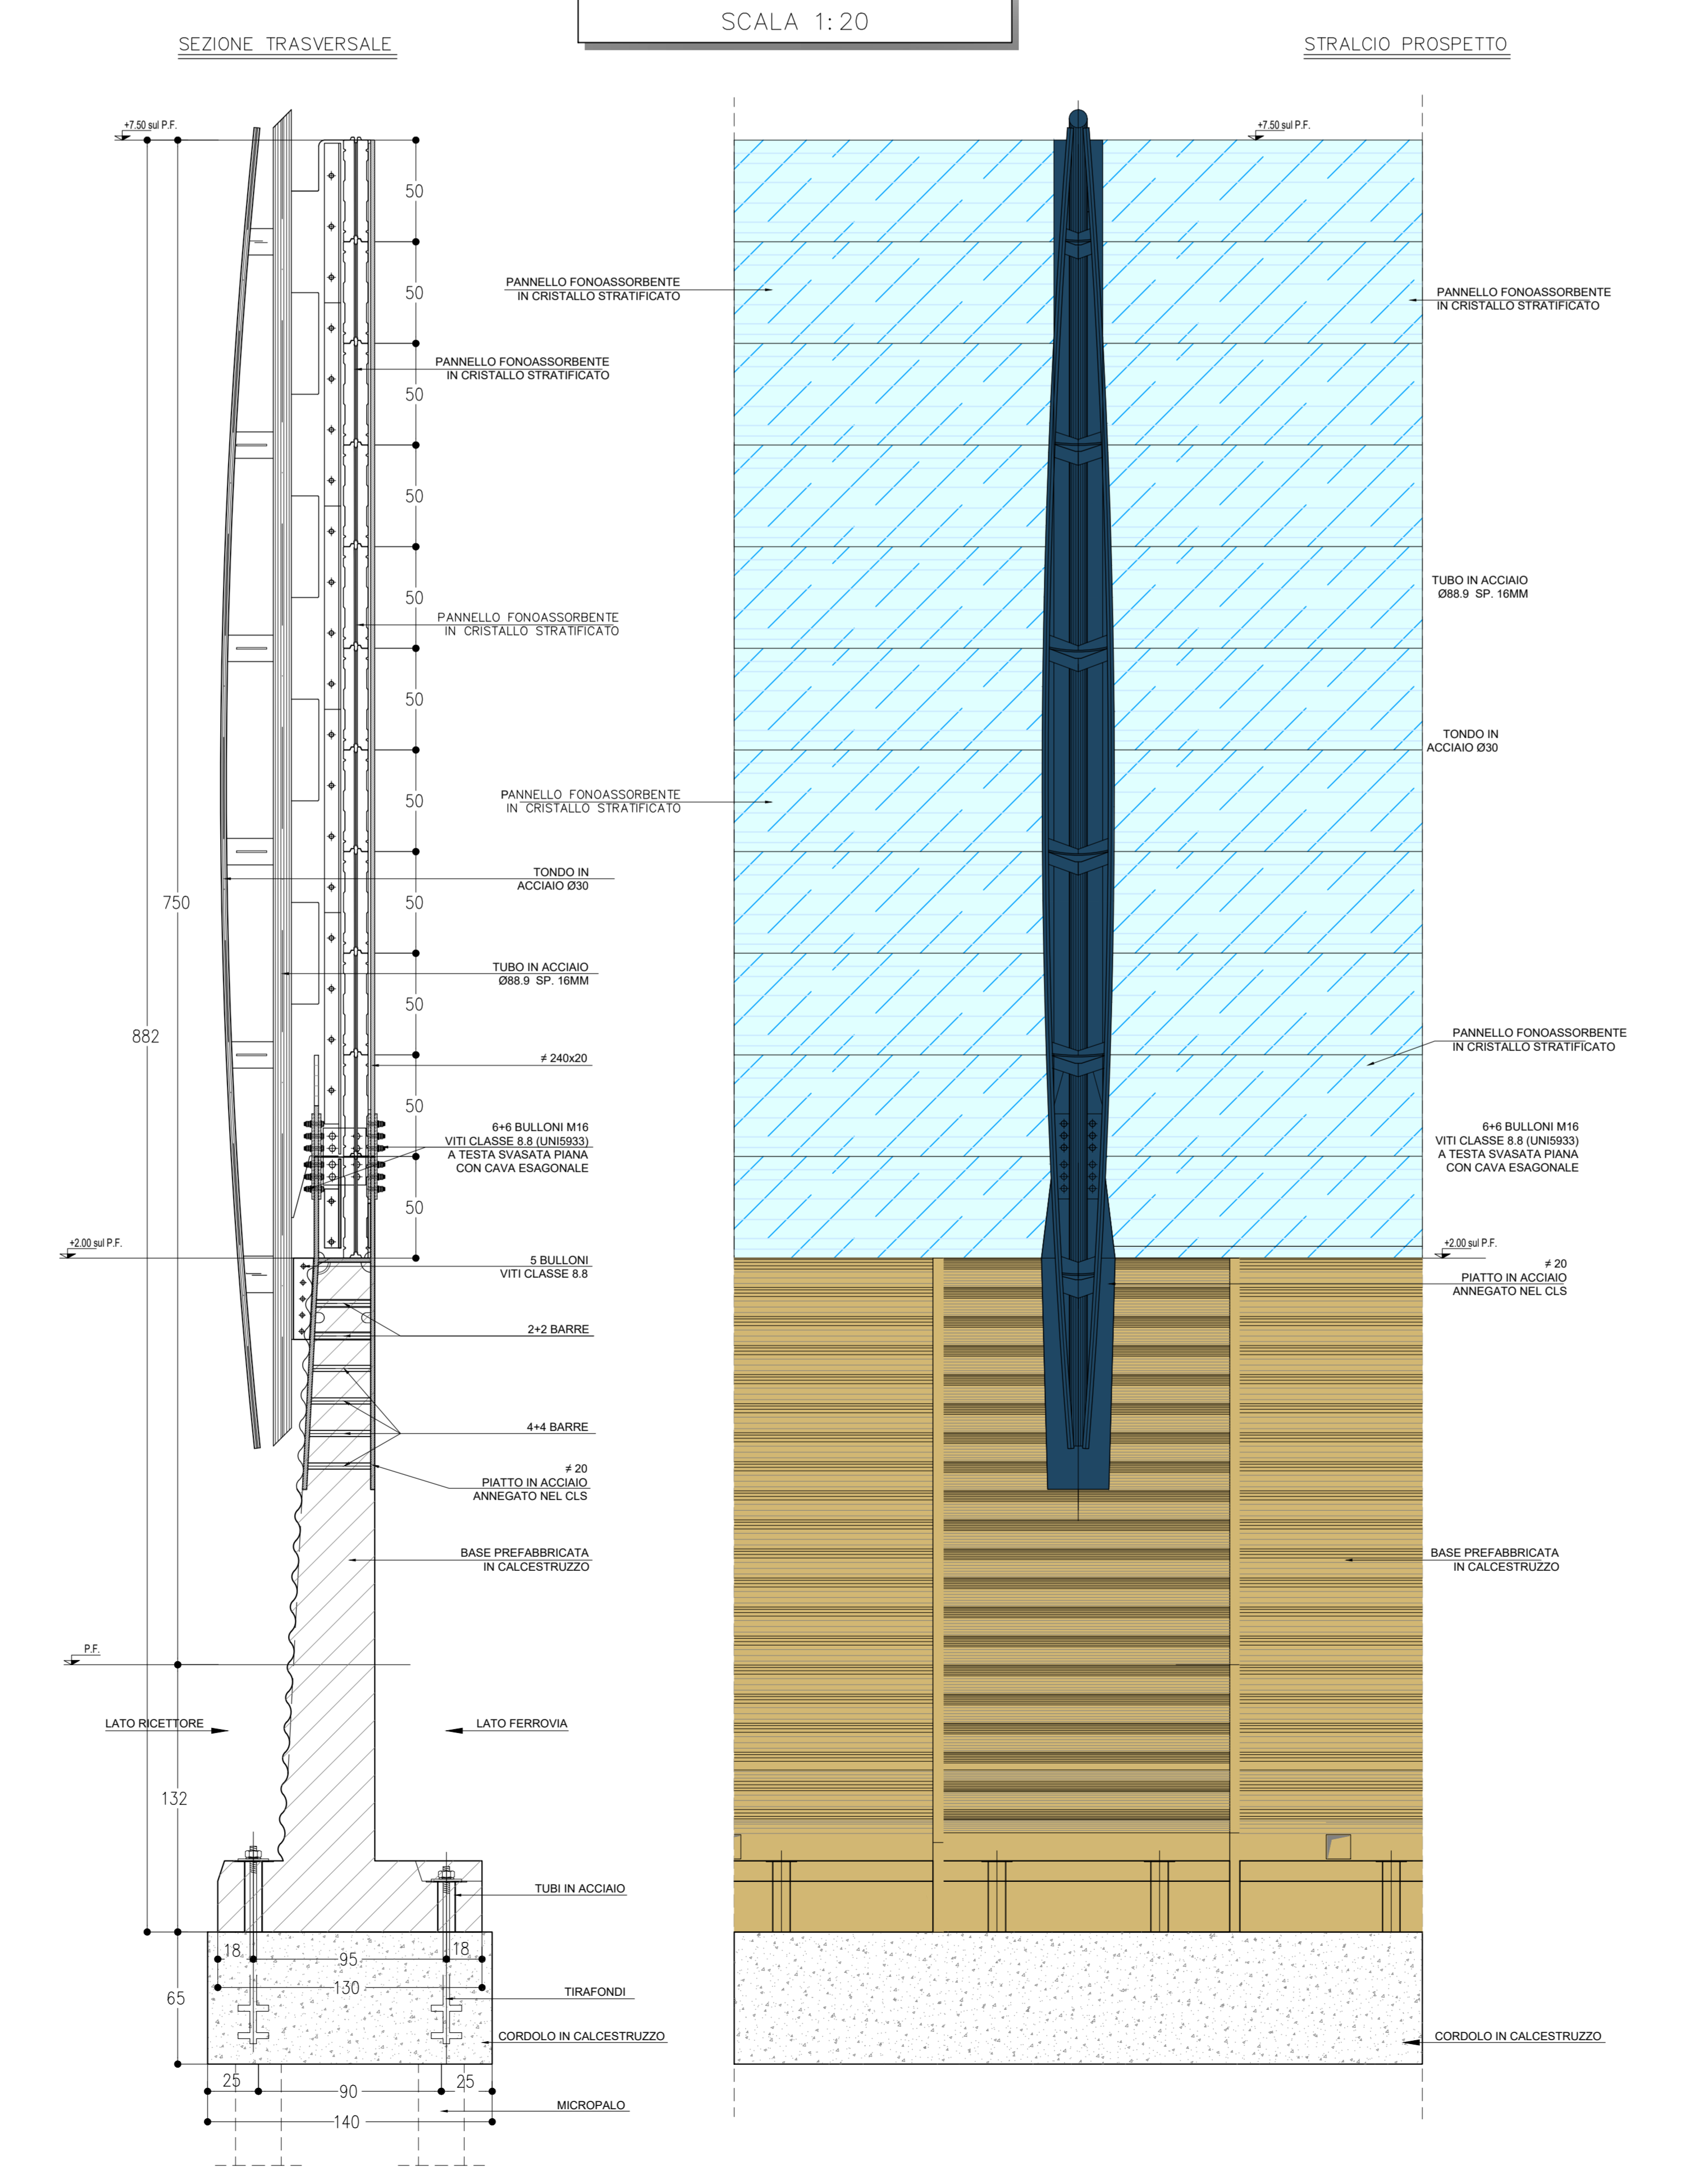 SCALA 1:20
SEZIONE TRASVERSALE
STRALCIO PROSPETTO
+7.50 sul P.F.
+7.50 sul P.F.
50
50
50
50
50
50
50
50
50
50
50
PANNELLO FONOASSORBENTE
IN CRISTALLO STRATIFICATO
PANNELLO FONOASSORBENTE
IN CRISTALLO STRATIFICATO
PANNELLO FONOASSORBENTE
IN CRISTALLO STRATIFICATO
PANNELLO FONOASSORBENTE
IN CRISTALLO STRATIFICATO
PANNELLO FONOASSORBENTE
IN CRISTALLO STRATIFICATO
TUBO IN ACCIAIO
Ø88.9 SP. 16MM
TONDO IN
ACCIAIO Ø30
TONDO IN
ACCIAIO Ø30
750
TUBO IN ACCIAIO
Ø88.9 SP. 16MM
882
≠ 240x20
PANNELLO FONOASSORBENTE
IN CRISTALLO STRATIFICATO
6+6 BULLONI M16
VITI CLASSE 8.8 (UNI5933)
A TESTA SVASATA PIANA
CON CAVA ESAGONALE
6+6 BULLONI M16
VITI CLASSE 8.8 (UNI5933)
A TESTA SVASATA PIANA
CON CAVA ESAGONALE
+2.00 sul P.F.
+2.00 sul P.F.
5 BULLONI
VITI CLASSE 8.8
≠ 20
PIATTO IN ACCIAIO
ANNEGATO NEL CLS
2+2 BARRE
4+4 BARRE
≠ 20
PIATTO IN ACCIAIO
ANNEGATO NEL CLS
BASE PREFABBRICATA
IN CALCESTRUZZO
BASE PREFABBRICATA
IN CALCESTRUZZO
P.F.
LATO RICETTORE
LATO FERROVIA
132
TUBI IN ACCIAIO
18
95
18
130
65
TIRAFONDI
CORDOLO IN CALCESTRUZZO
CORDOLO IN CALCESTRUZZO
25
90
25
MICROPALO
140